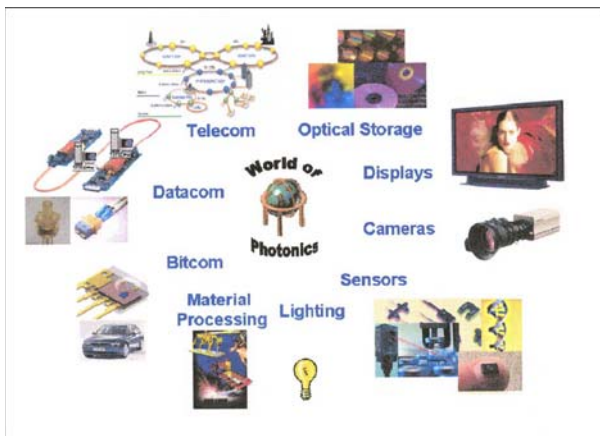 Telecom
Optical Storage
World of
Photonics
Datacom
Displays
Cameras
Bitcom
Sensors
Material
Processing
Lighting